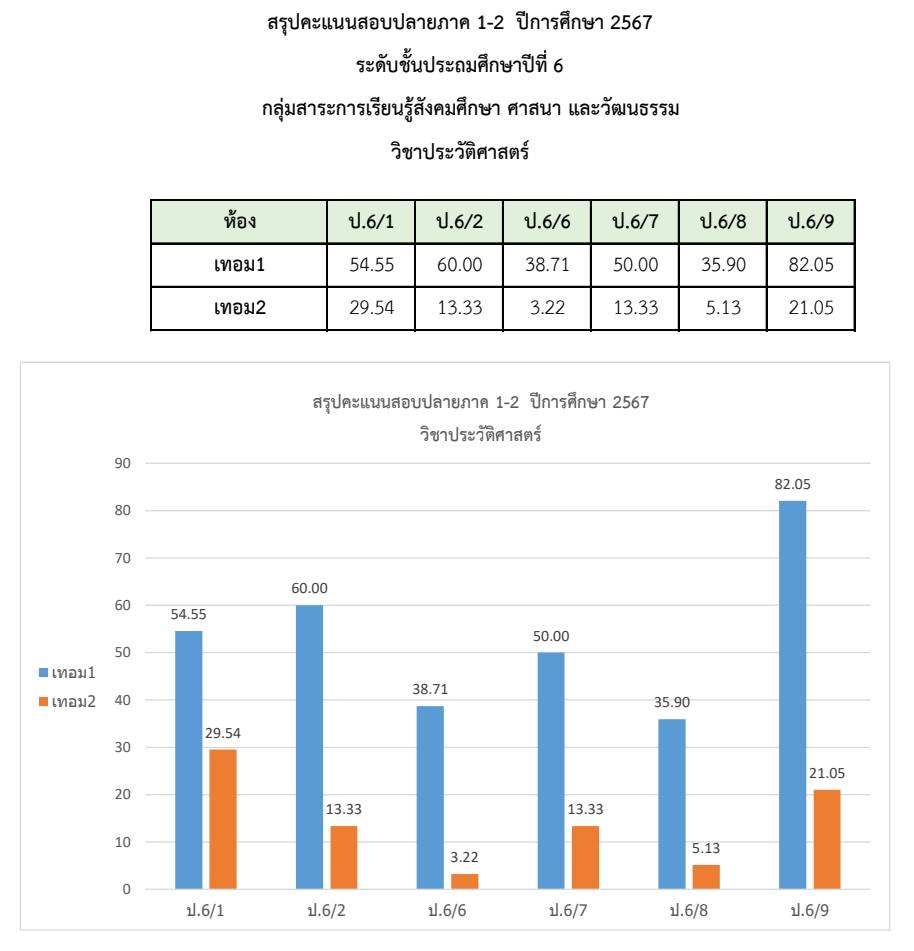 สรุปคะแนนสอบปลายภาค 1-2 ปีการศึกษา 2567
ระดับชั้นประถมศึกษาปีที่ 6
กลุ่มสาระการเรียนรู้สังคมศึกษา ศาสนา และวัฒนธรรม
วิชาประวัติศาสตร์
ห้อง ป.6/1 ป.6/2 ป.6/6 ป.6/7 ป.6/8 ป.6/9
เทอม1 54.55 60.00 38.71 50.00 35.90 82.05
เทอม2 29.54 13.33 3.22 13.33 5.13 21.05
สรุปคะแนนสอบปลายภาค 1-2 ปีการศึกษา 2567
วิชาประวัติศาสตร์
90
82.05
80
70
60.00
60
54.55
50.00
50
เทอม1
38.71
35.90
เทอม2 40
29.54
30
21.05
20
13.33 13.33
10
5.13
3.22
0
ป.6/1 ป.6/2 ป.6/6 ป.6/7 ป.6/8 ป.6/9